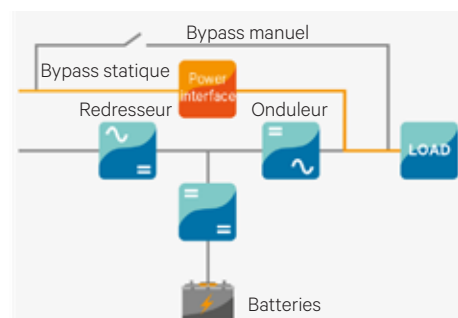 Bypass manuel
Bypass statique
Power
interface
Redresseur
Onduleur
LOAD
Batteries